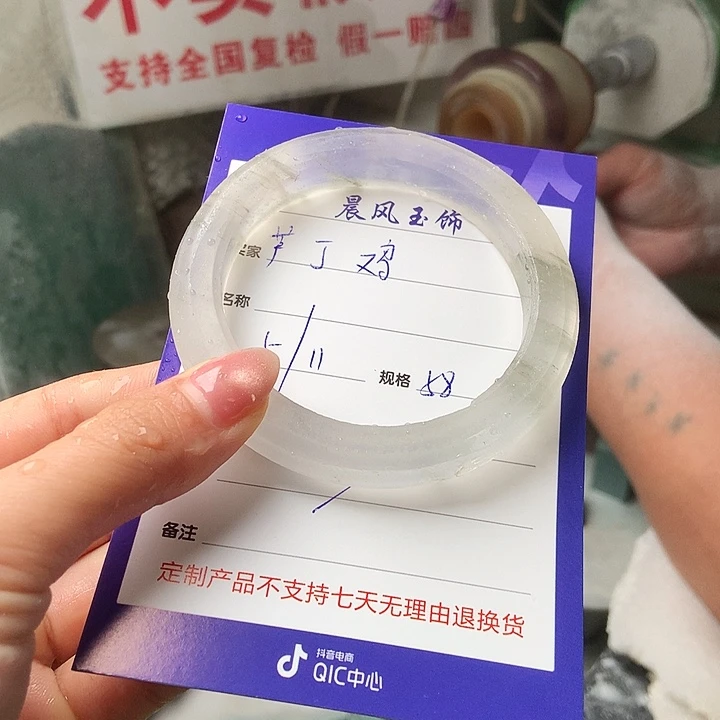 支持全国复检 假一赔
晨风玉饰
家 芦丁鸡
名称
5/11 规格 58
备注
定制产品不支持七天无理由退换货
抖音电商
QIC中心